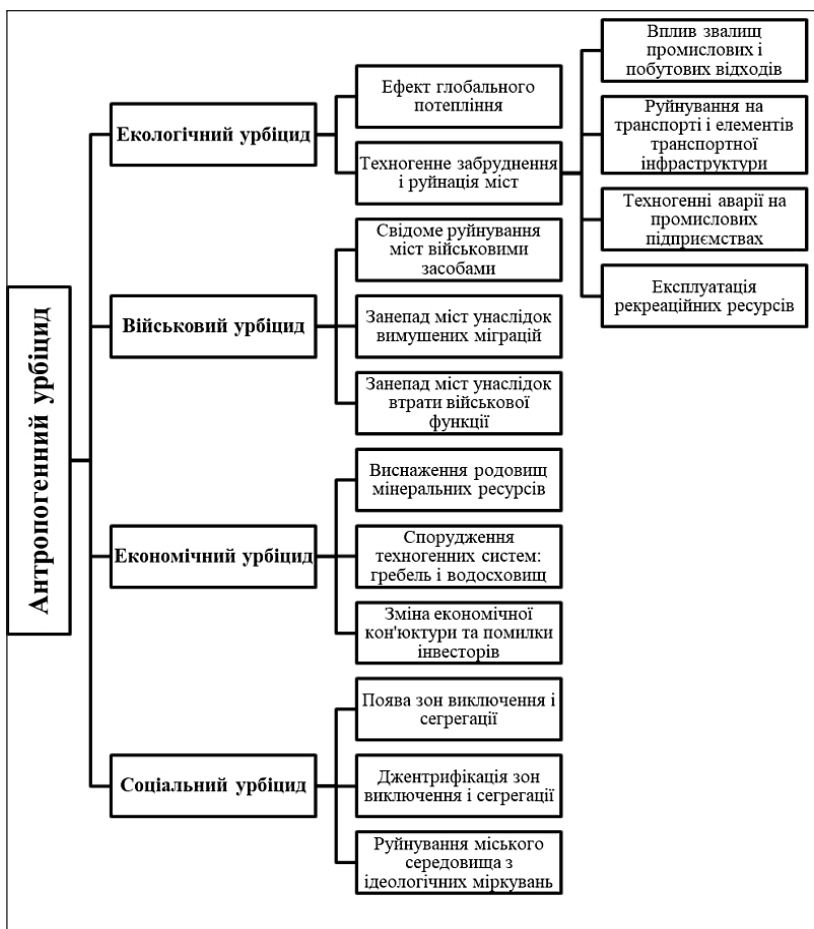 Антропогенний урбіцид
Екологічний урбіцид
Ефект глобального
потепління
Техногенне забруднення
і руйнація міст
Вплив звалищ
промислових і
побутових відходів
Руйнування на
транспорті і елементів
транспортної
інфраструктури
Техногенні аварії на
промислових
підприємствах
Експлуатація
рекреаційних ресурсів
Військовий урбіцид
Свідоме руйнування
міст військовими
засобами
Занепад міст унаслідок
вимушених міграцій
Занепад міст унаслідок
втрати військової
функції
Економічний урбіцид
Виснаження родовищ
мінеральних ресурсів
Спорудження
техногенних систем:
гребель і водосховищ
Зміна економічної
кон'юктури та помилки
інвесторів
Соціальний урбіцид
Поява зон виключення і
сегрегації
Джентрифікація зон
виключення і сегрегації
Руйнування міського
середовища з
ідеологічних міркувань